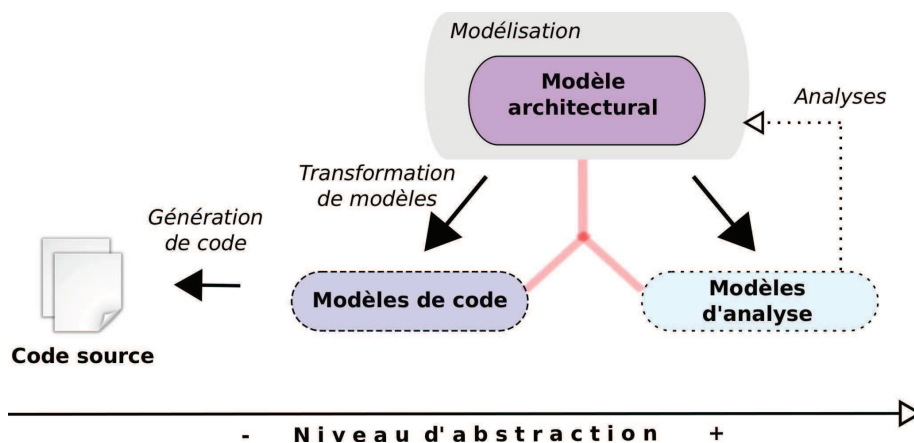 Modélisation
Modèle
architectural
Analyses
Transformation
de modèles
Génération
de code
Modèles de code
Modèles
d'analyse
Code source
- Niveau d'abstraction +